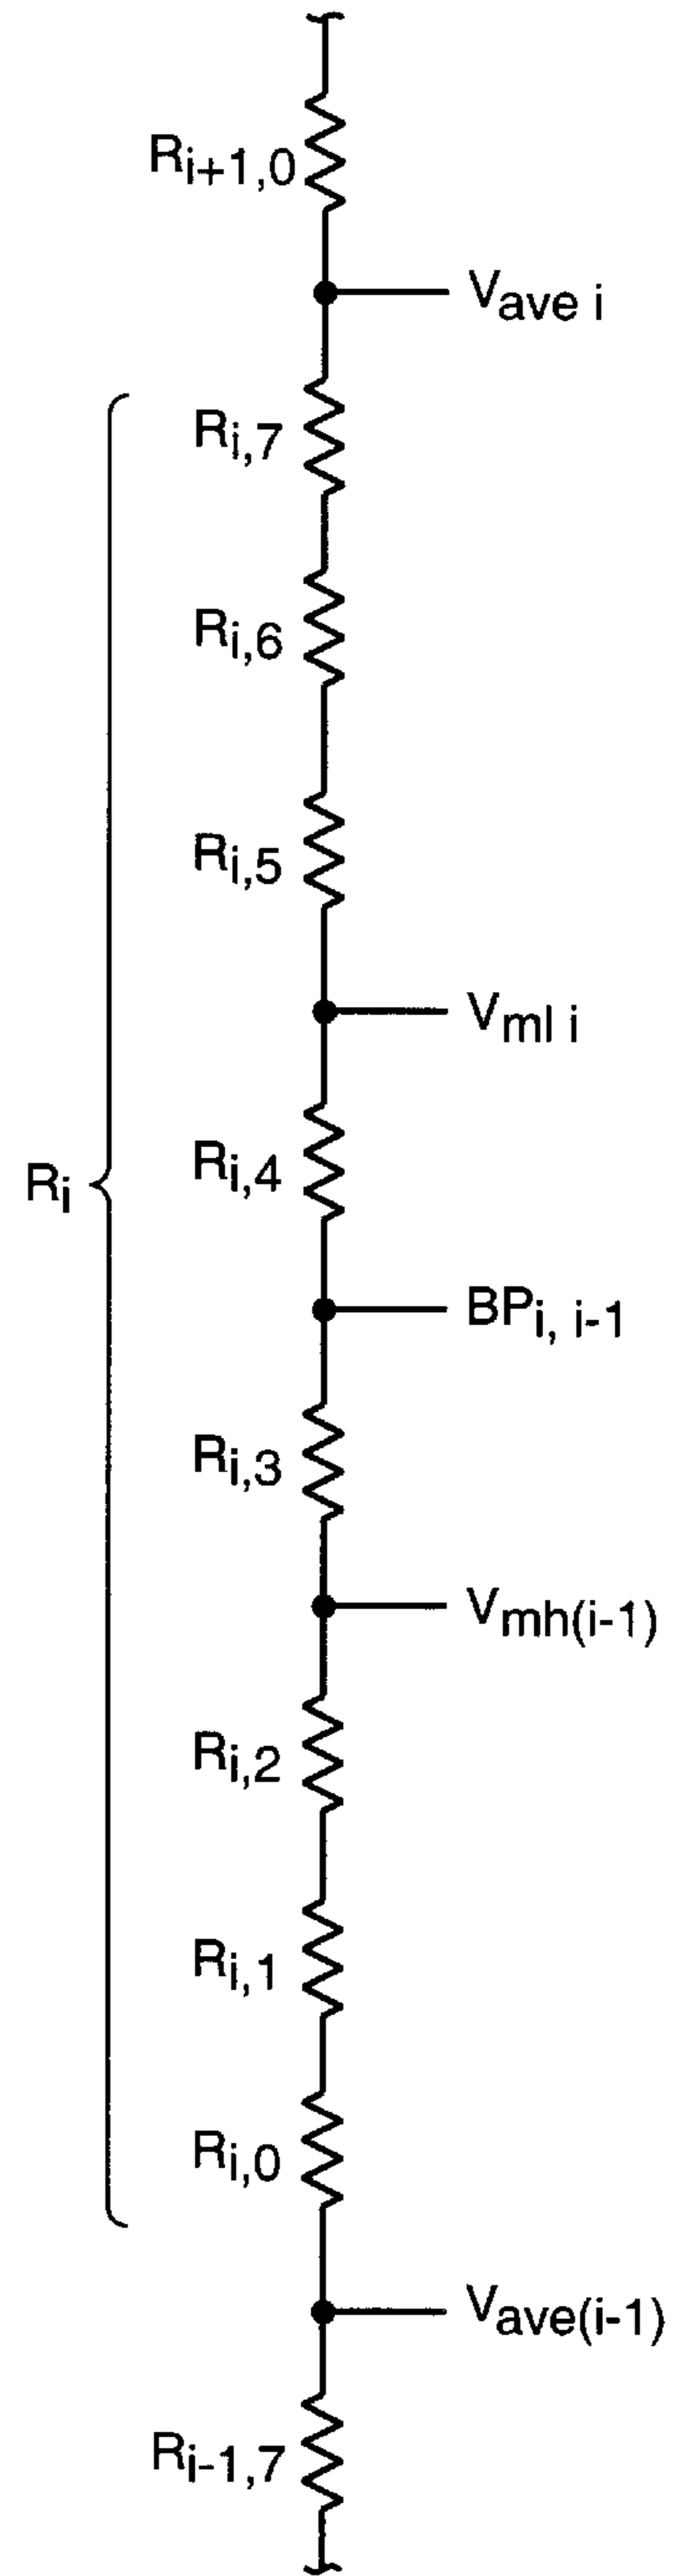 Ri+1,0
Vave i
Ri,7
Ri,6
Ri,5
Vml i
Ri,4
Ri
BPi, i-1
Ri,3
Vmh(i-1)
Ri,2
Ri,1
Ri,0
Vave(i-1)
Ri-1,7